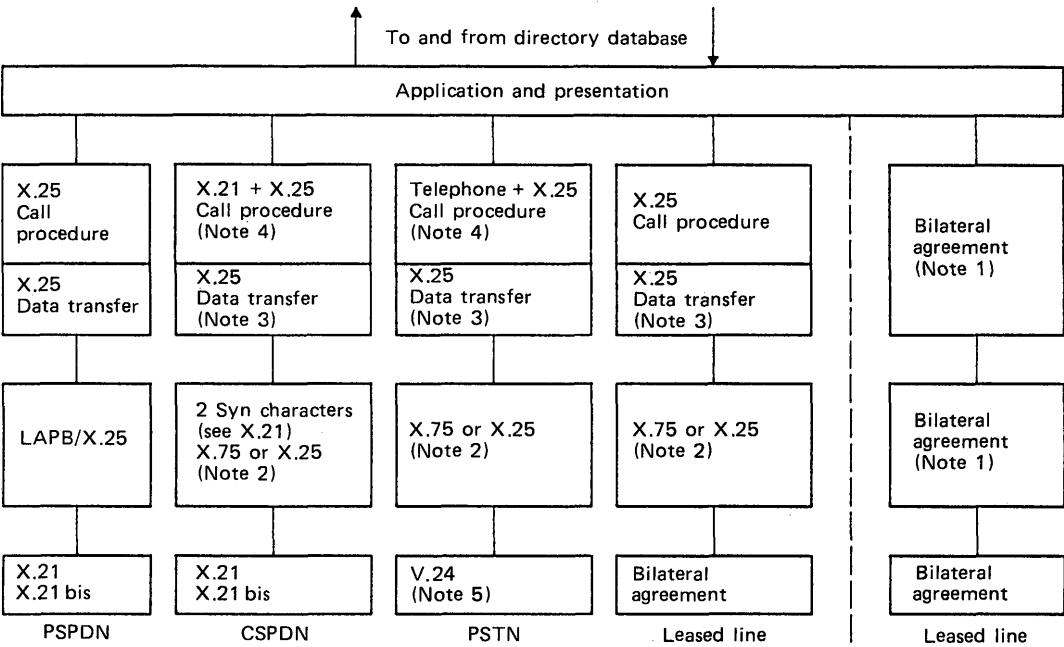 To and from directory database
Application and presentation
X.25
Call
procedure
X.25
Data transfer
LAPB/X.25
X.21
X.21 bis
PSPDN
X.21 + X.25
Call procedure
(Note 4)
X.25
Data transfer
(Note 3)
2 Syn characters
(see X.21)
X.75 or X.25
(Note 2)
X.21
X.21 bis
CSPDN
Telephone + X.25
Call procedure
(Note 4)
X.25
Data transfer
(Note 3)
X.75 or X.25
(Note 2)
V.24
(Note 5)
PSTN
X.25
Call procedure
X.25
Data transfer
(Note 3)
X.75 or X.25
(Note 2)
Bilateral
agreement
Leased line
Bilateral
agreement
(Note 1)
Bilateral
agreement
(Note 1)
Bilateral
agreement
Leased line